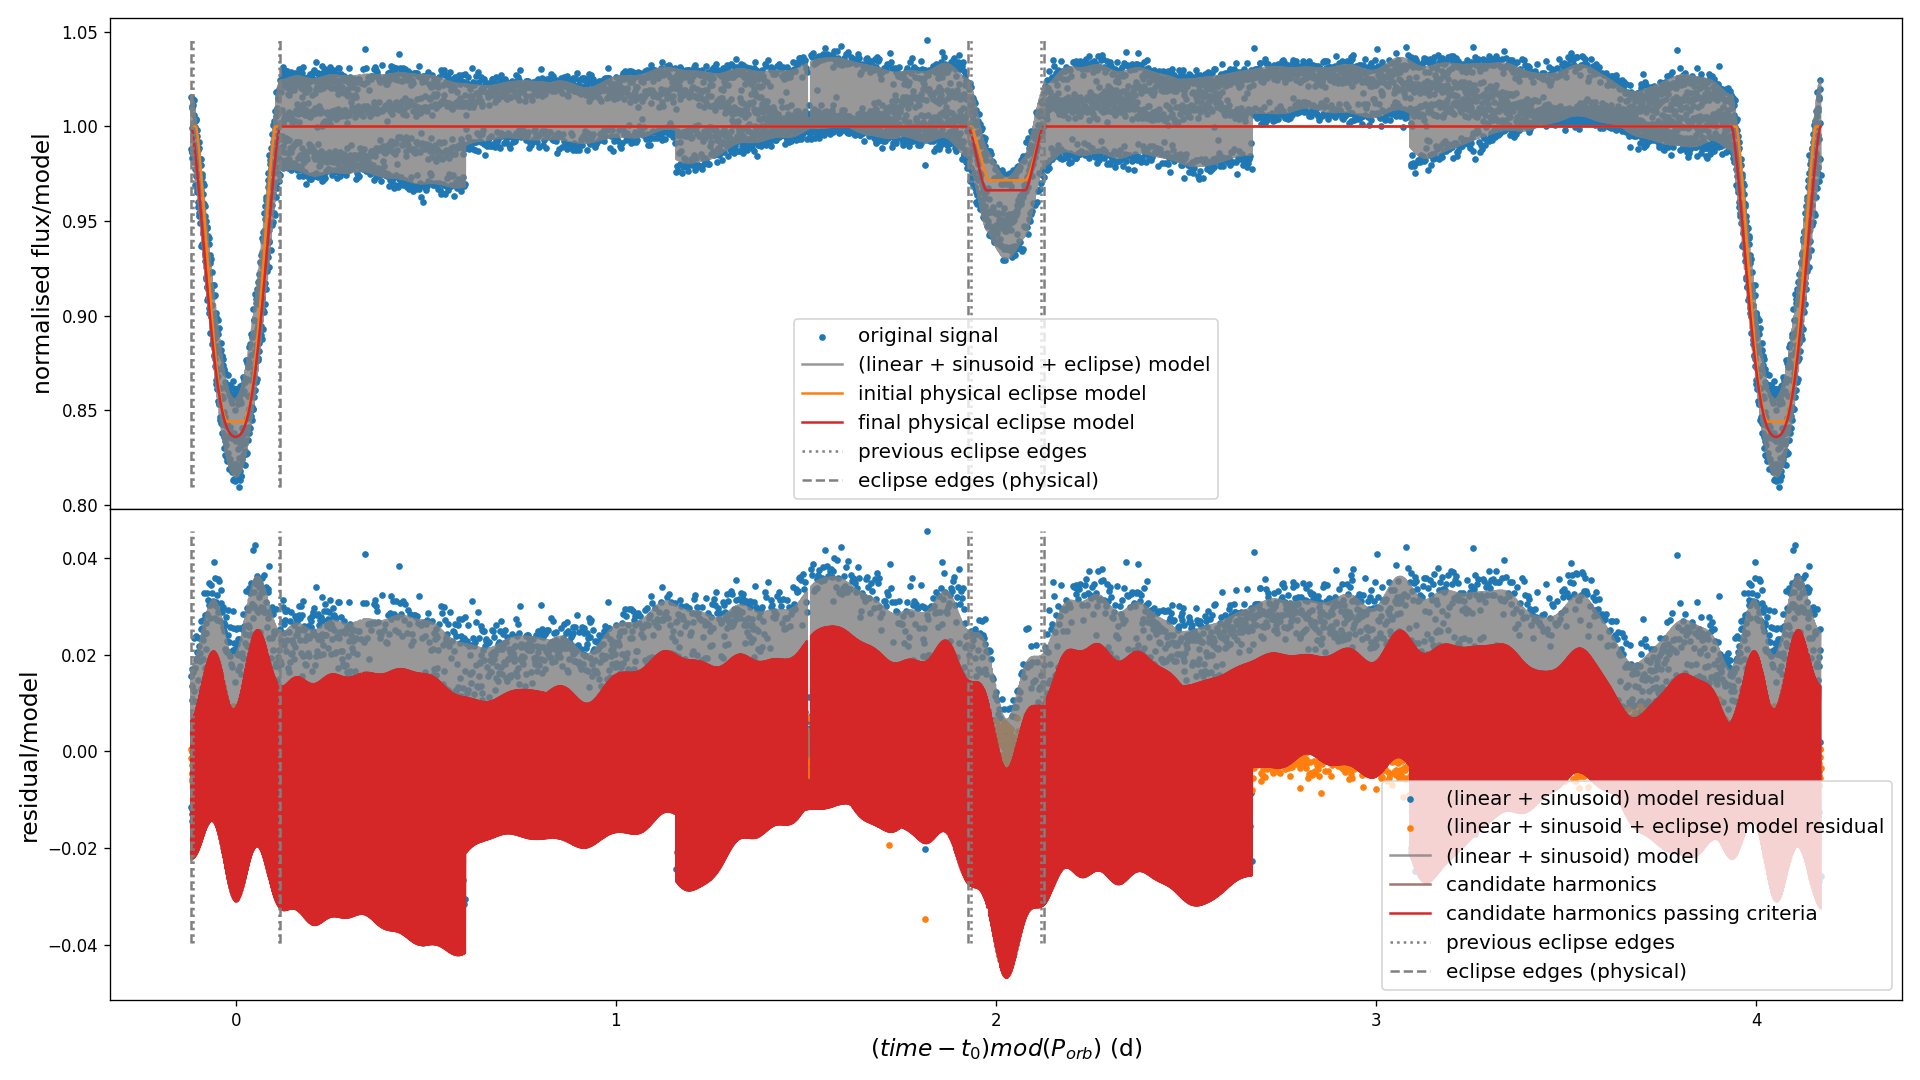 normalised flux/model
1.05
1.00
0.95
0.90
0.85
0.80
original signal
(linear + sinusoid + eclipse) model
initial physical eclipse model
final physical eclipse model
previous eclipse edges
eclipse edges (physical)
residual/model
0.04
0.02
0.00
−0.02
−0.04
(linear + sinusoid) model residual
(linear + sinusoid + eclipse) model residual
(linear + sinusoid) model
candidate harmonics
candidate harmonics passing criteria
previous eclipse edges
eclipse edges (physical)
0 1 2 3 4
(time − t₀)mod(P_orb) (d)